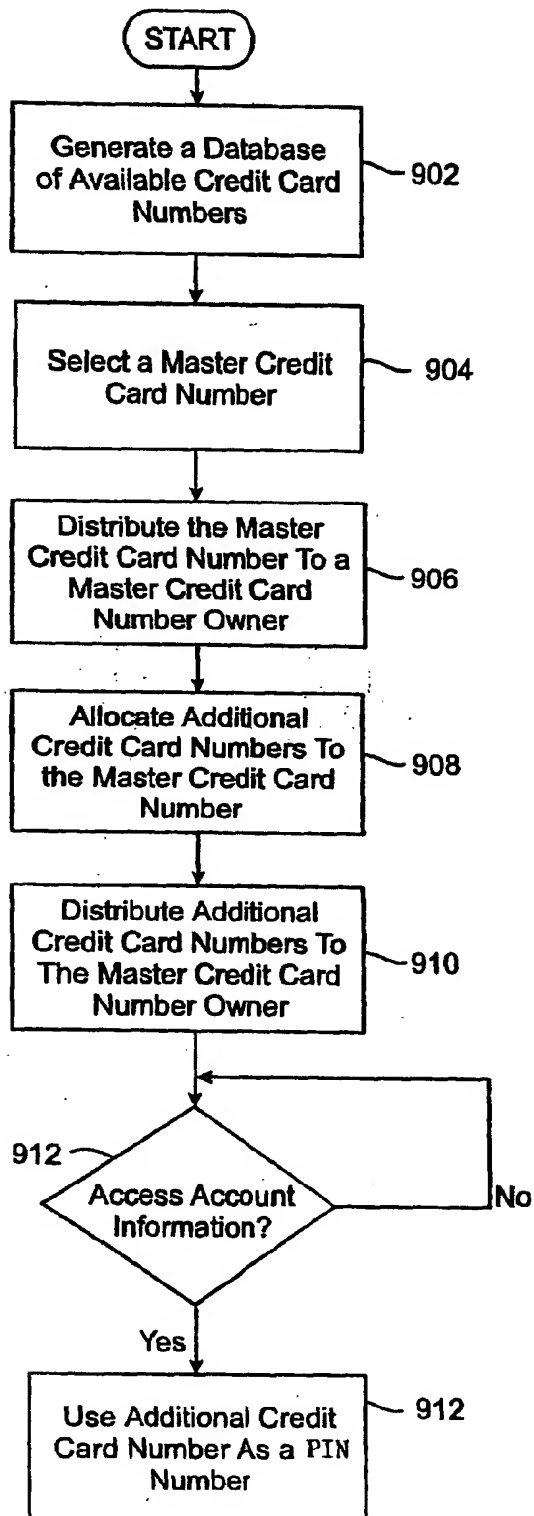 START
Generate a Database
of Available Credit Card
Numbers
902
Select a Master Credit
Card Number
904
Distribute the Master
Credit Card Number To a
Master Credit Card
Number Owner
906
Allocate Additional
Credit Card Numbers To
the Master Credit Card
Number
908
Distribute Additional
Credit Card Numbers To
The Master Credit Card
Number Owner
910
912
Access Account
Information?
No
Yes
Use Additional Credit
Card Number As a PIN
Number
912